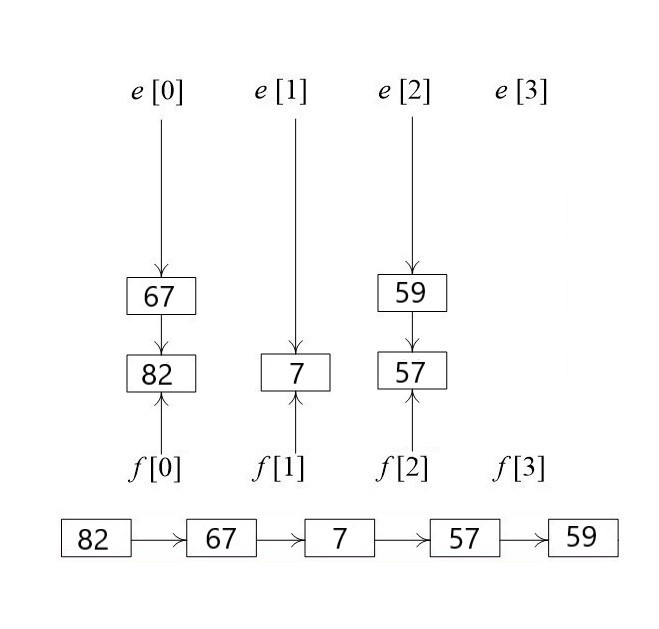 e [0] e [1] e [2] e [3]
67 59
82 7 57
f [0] f [1] f [2] f [3]
82 67 7 57 59